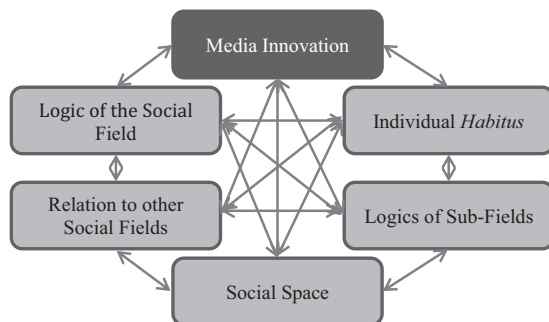 Media Innovation
Logic of the Social
Field
Individual Habitus
Relation to other
Social Fields
Logics of Sub-Fields
Social Space